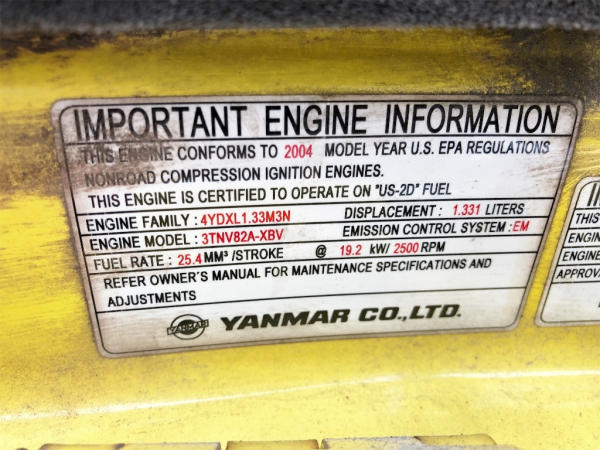 IMPORTANT ENGINE INFORMATION
THIS ENGINE CONFORMS TO 2004 MODEL YEAR U.S. EPA REGULATIONS
NONROAD COMPRESSION IGNITION ENGINES.
THIS ENGINE IS CERTIFIED TO OPERATE ON "US-2D" FUEL
ENGINE FAMILY : 4YDXL1.33M3N DISPLACEMENT : 1.331 LITERS
ENGINE MODEL : 3TNV82A-XBV EMISSION CONTROL SYSTEM : EM
FUEL RATE : 25.4 MM³ /STROKE @ 19.2 kW/ 2500 RPM
REFER OWNER'S MANUAL FOR MAINTENANCE SPECIFICATIONS AND
ADJUSTMENTS
YANMAR YANMAR CO.,LTD.
THIS
ENGINE
ENGINE
APPROVA